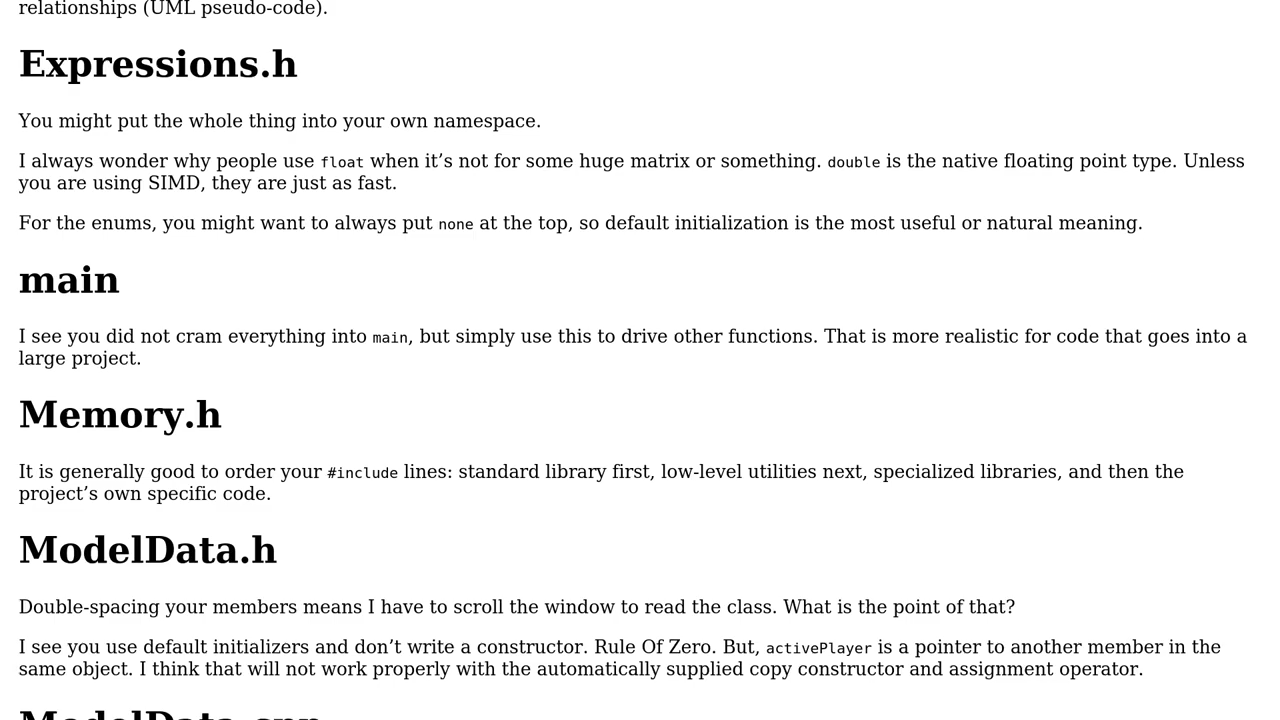 relationships (UML pseudo-code).
Expressions.h
You might put the whole thing into your own namespace.
I always wonder why people use float when it’s not for some huge matrix or something. double is the native floating point type. Unless
you are using SIMD, they are just as fast.
For the enums, you might want to always put none at the top, so default initialization is the most useful or natural meaning.
main
I see you did not cram everything into main, but simply use this to drive other functions. That is more realistic for code that goes into a
large project.
Memory.h
It is generally good to order your #include lines: standard library first, low-level utilities next, specialized libraries, and then the
project’s own specific code.
ModelData.h
Double-spacing your members means I have to scroll the window to read the class. What is the point of that?
I see you use default initializers and don’t write a constructor. Rule Of Zero. But, activePlayer is a pointer to another member in the
same object. I think that will not work properly with the automatically supplied copy constructor and assignment operator.
ModelData.cpp